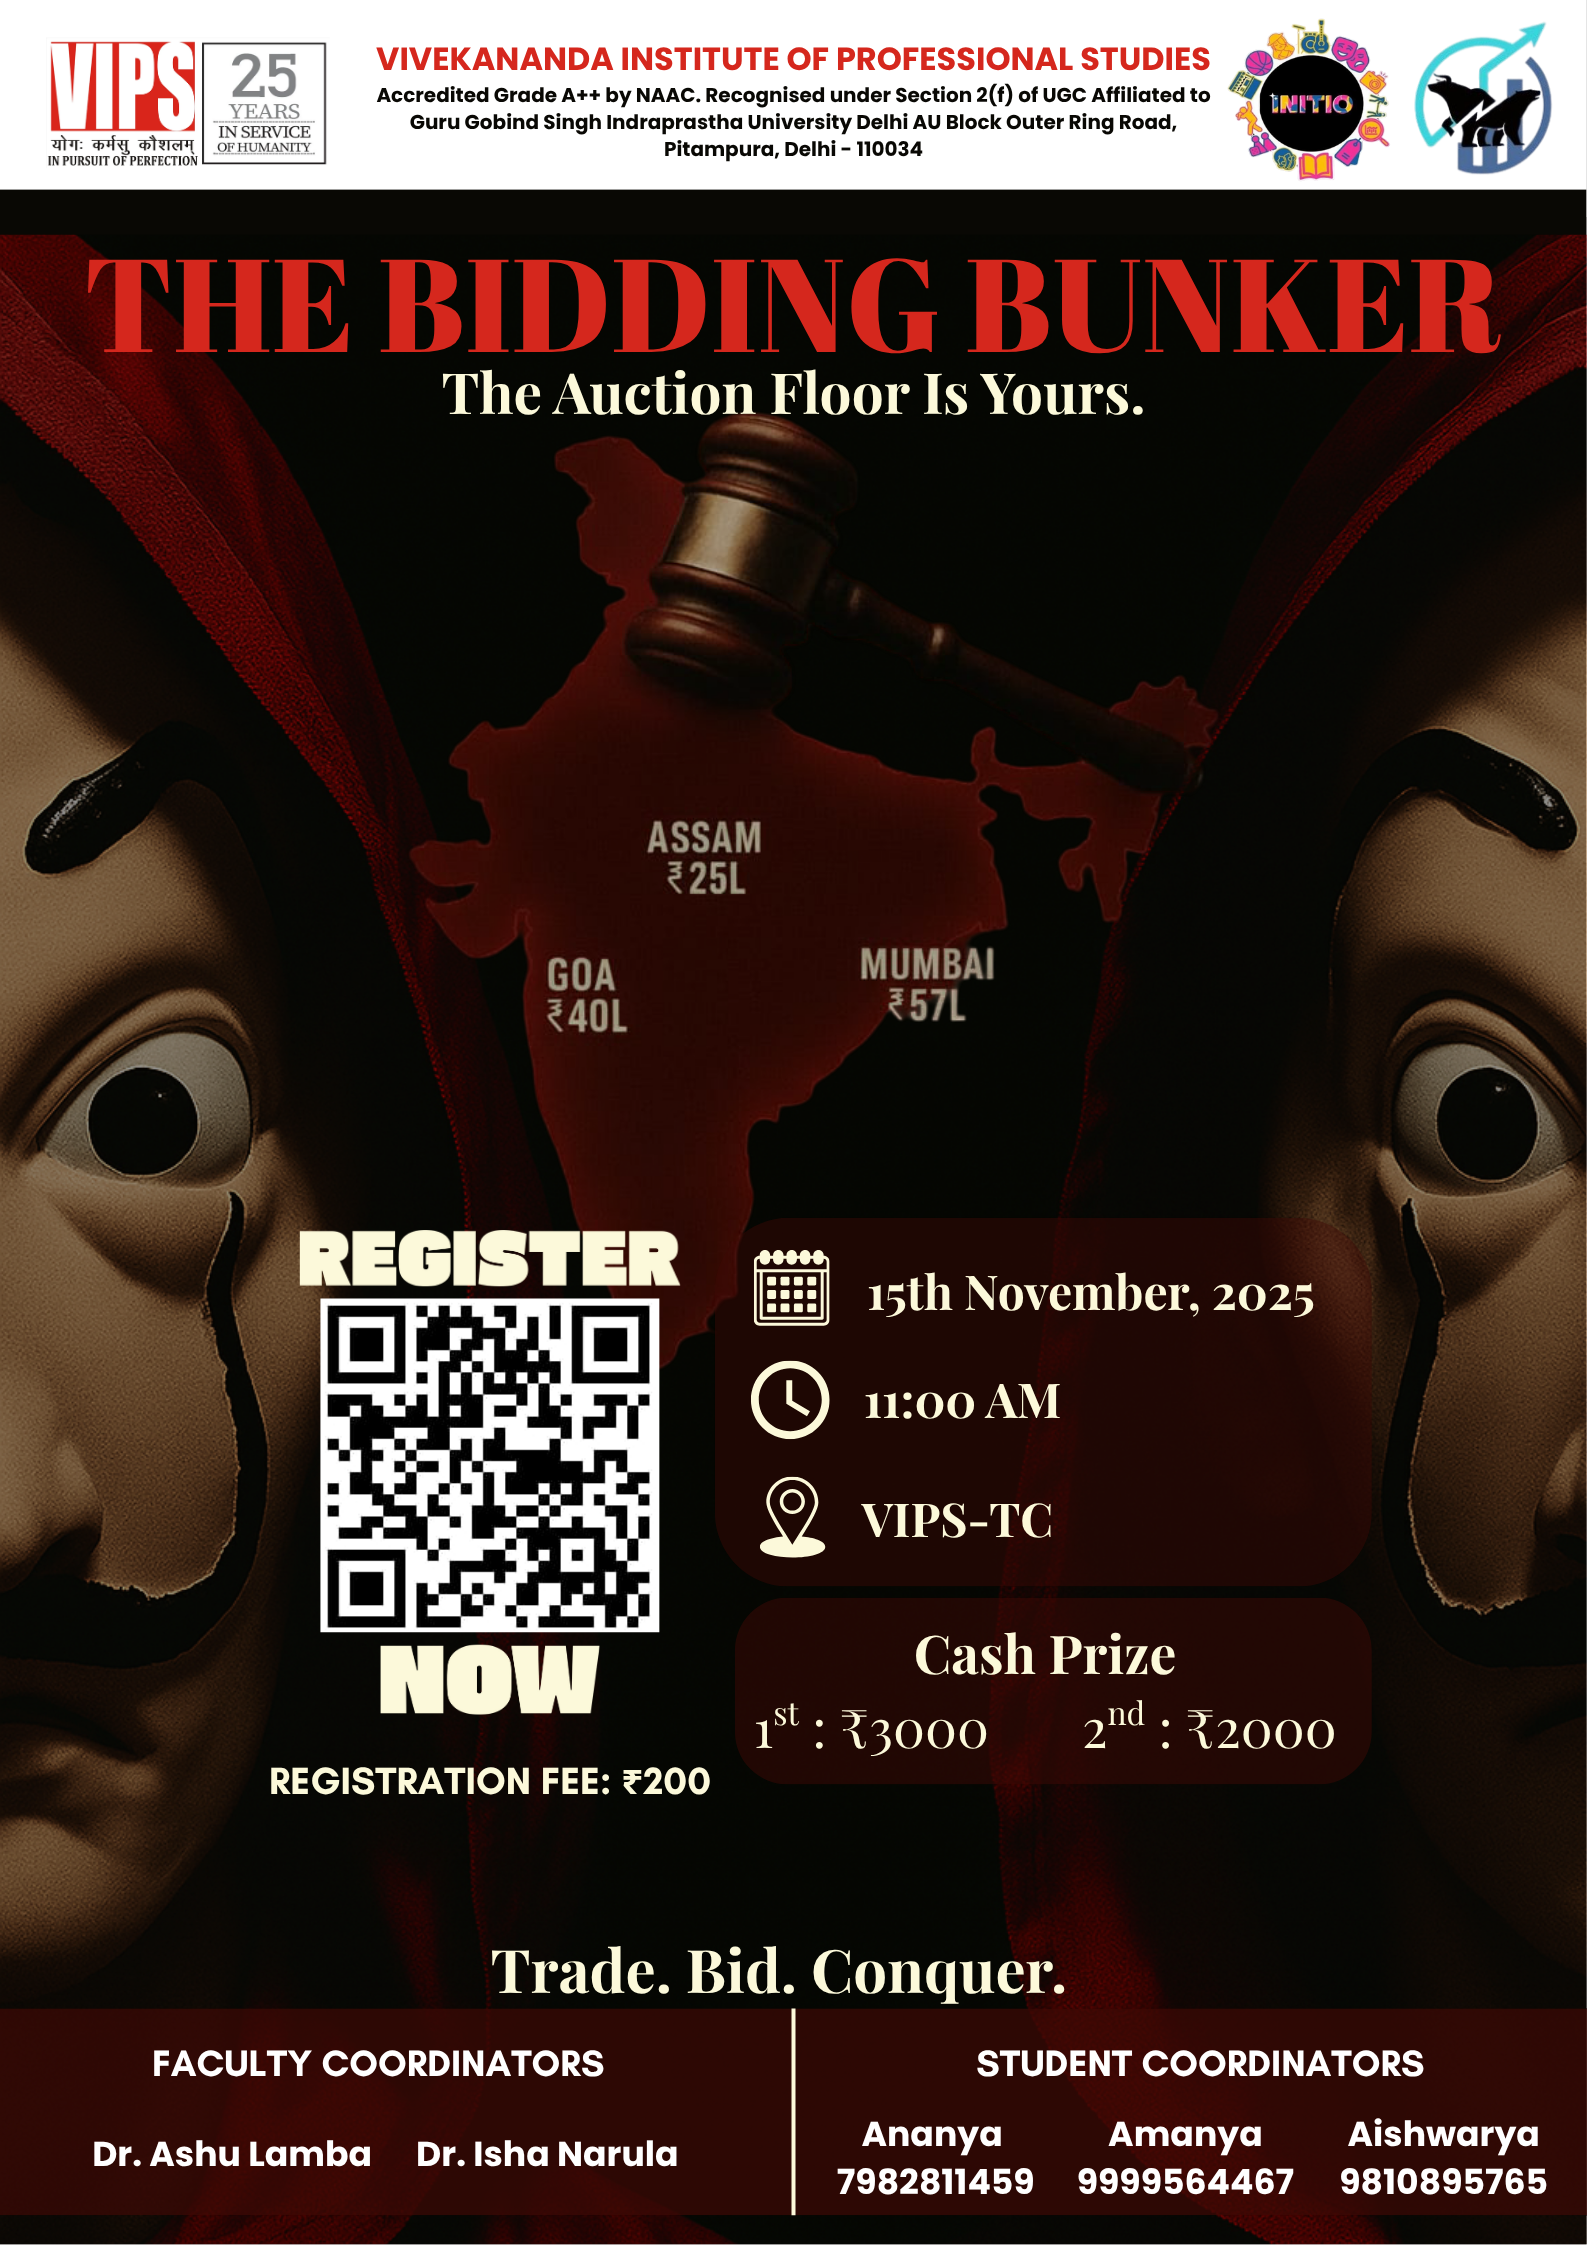 VIPS
योगः कर्मसु कौशलम्
IN PURSUIT OF PERFECTION
25
YEARS
IN SERVICE
OF HUMANITY
VIVEKANANDA INSTITUTE OF PROFESSIONAL STUDIES
Accredited Grade A++ by NAAC. Recognised under Section 2(f) of UGC Affiliated to
Guru Gobind Singh Indraprastha University Delhi AU Block Outer Ring Road,
Pitampura, Delhi - 110034
INITIO
THE BIDDING BUNKER
The Auction Floor Is Yours.
ASSAM
₹25L
GOA
₹40L
MUMBAI
₹57L
REGISTER
NOW
REGISTRATION FEE: ₹200
15th November, 2025
11:00 AM
VIPS-TC
Cash Prize
1st : ₹3000 2nd : ₹2000
Trade. Bid. Conquer.
FACULTY COORDINATORS
Dr. Ashu Lamba Dr. Isha Narula
STUDENT COORDINATORS
Ananya Amanya Aishwarya
7982811459 9999564467 9810895765